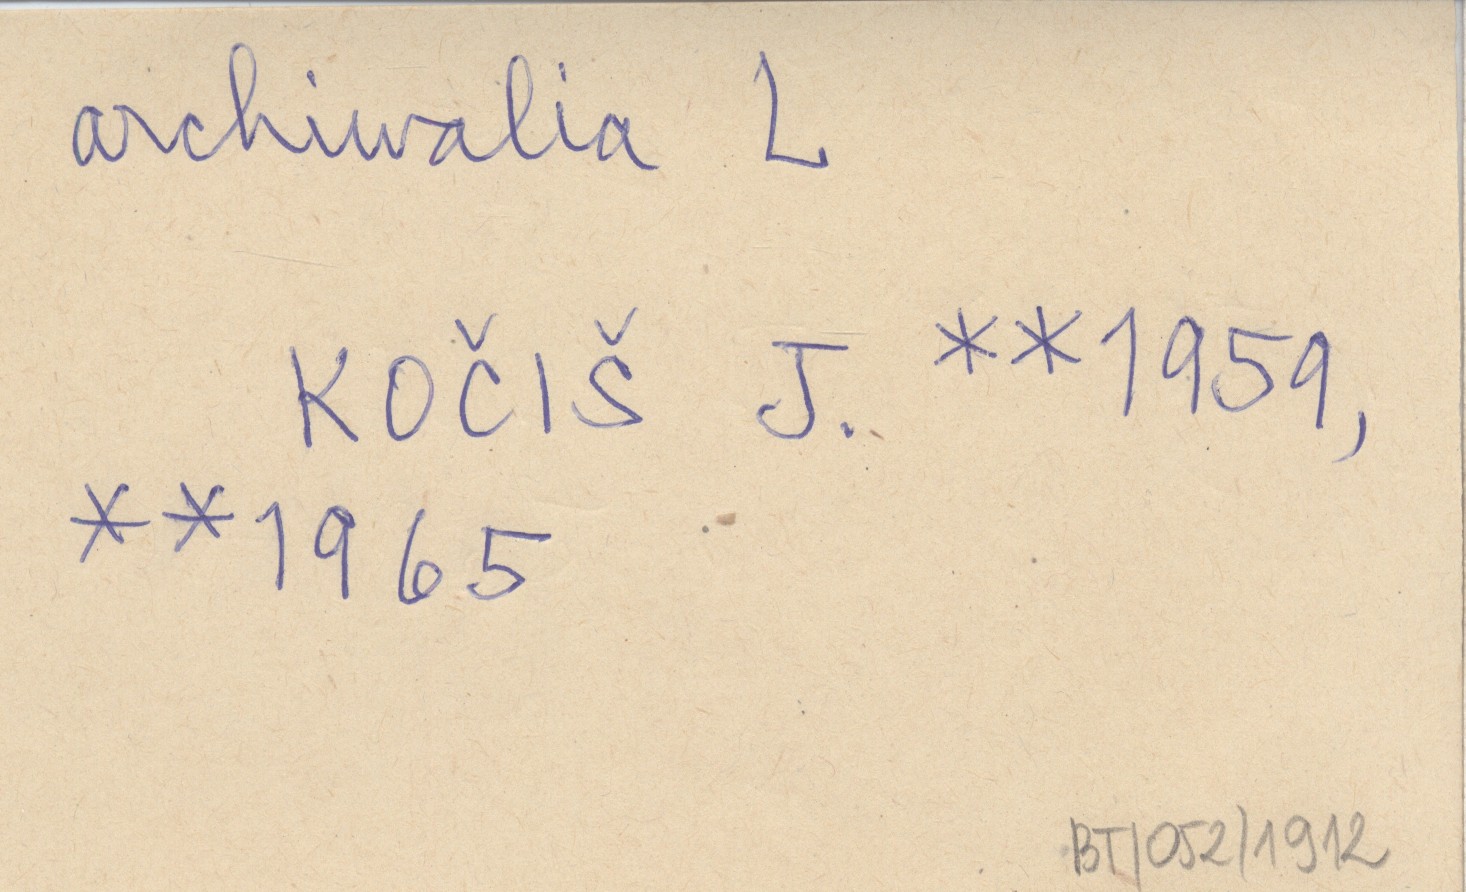 archiwalia L
KOČIŠ J. **1959,
**1965
BT/052/1912